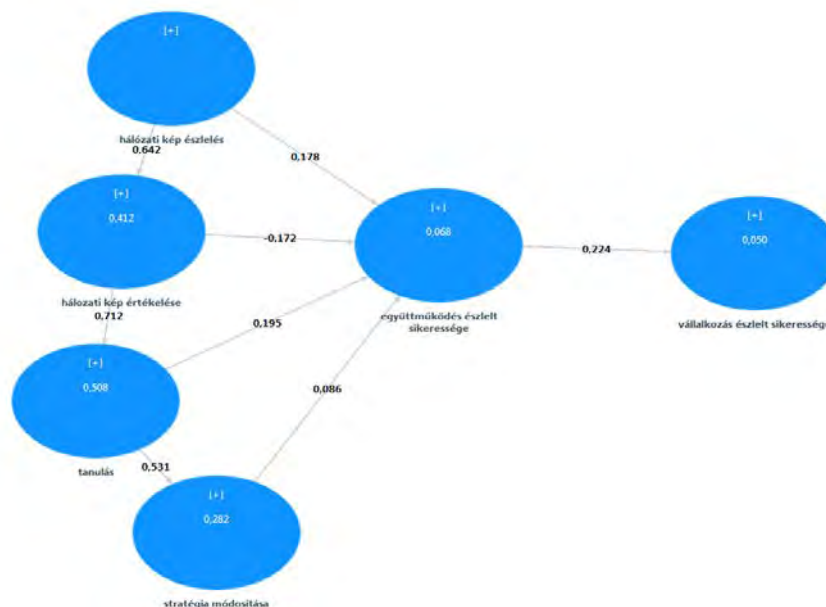 [+]
hálózati kép észlelés
0,642
0,178
[+]
0,412
hálozati kép értékelése
0,712
-0,172
[+]
0,068
együttműködés észlelt
sikeressége
0,224
[+]
0,050
vállalkozás észlelt sikeressége
[+]
0,508
tanulás
0,195
0,086
0,531
[+]
0,282
stratégia módosítása